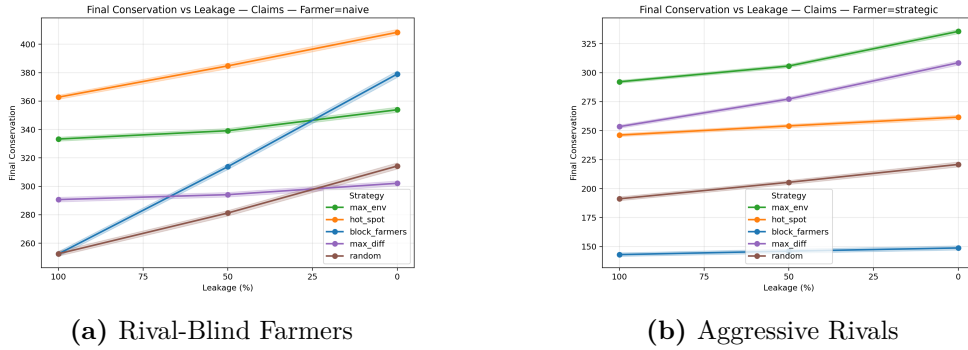 Final Conservation vs Leakage — Claims — Farmer=naive
Final Conservation
400
380
360
340
320
300
280
260
100
75
50
25
0
Leakage (%)
Strategy
max_env
hot_spot
block_farmers
max_diff
random
(a) Rival-Blind Farmers
Final Conservation vs Leakage — Claims — Farmer=strategic
Final Conservation
325
300
275
250
225
200
175
150
100
75
50
25
0
Leakage (%)
Strategy
max_env
hot_spot
block_farmers
max_diff
random
(b) Aggressive Rivals